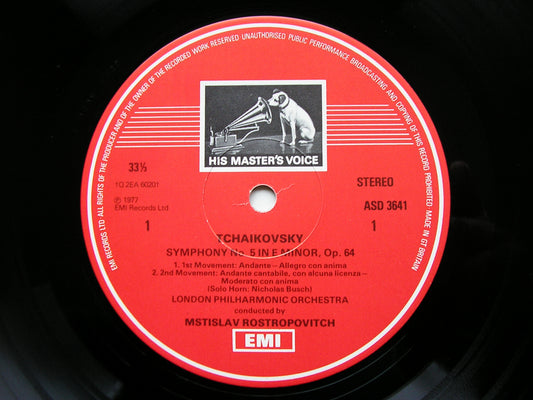 EMI RECORDS LTD ALL RIGHTS OF THE PRODUCER AND OF THE OWNER OF THE RECORDED WORK RESERVED · UNAUTHORISED PUBLIC PERFORMANCE BROADCASTING AND COPYING OF THIS RECORD PROHIBITED · MADE IN GT BRITAIN
HIS MASTER'S VOICE
33⅓
STEREO
1O 2EA 60201
℗ 1977
EMI Records Ltd
ASD 3641
1
1
TCHAIKOVSKY
SYMPHONY No. 5 IN E MINOR, Op. 64
1. 1st Movement: Andante – Allegro con anima
2. 2nd Movement: Andante cantabile, con alcuna licenza –
Moderato con anima
(Solo Horn: Nicholas Busch)
LONDON PHILHARMONIC ORCHESTRA
conducted by
MSTISLAV ROSTROPOVITCH
EMI